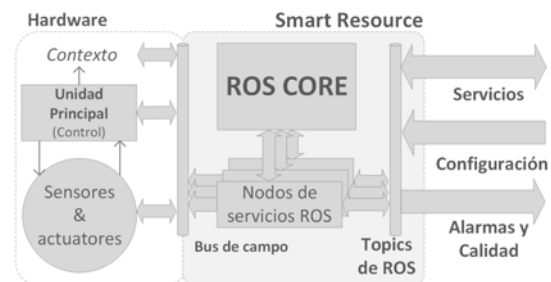 Hardware
Smart Resource
Contexto
Unidad
Principal
(Control)
Sensores
&
actuatores
ROS CORE
Nodos de
servicios ROS
Bus de campo
Topics
de ROS
Servicios
Configuración
Alarmas y
Calidad